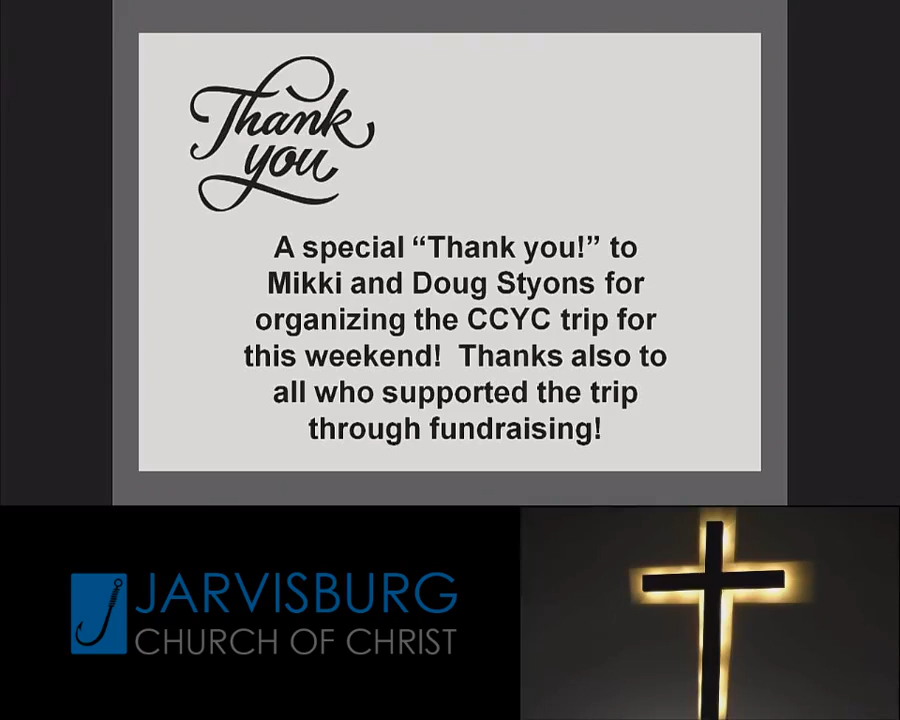 Thank
you
A special “Thank you!” to
Mikki and Doug Styons for
organizing the CCYC trip for
this weekend!  Thanks also to
all who supported the trip
through fundraising!
JARVISBURG
CHURCH OF CHRIST